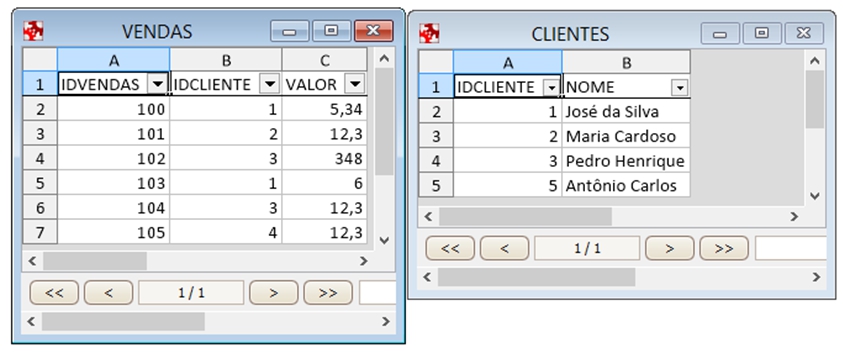 VENDAS
A B C
1 IDVENDAS IDCLIENTE VALOR
2 100 1 5,34
3 101 2 12,3
4 102 3 348
5 103 1 6
6 104 3 12,3
7 105 4 12,3
<< < 1 / 1 > >>
CLIENTES
A B
1 IDCLIENTE NOME
2 1 José da Silva
3 2 Maria Cardoso
4 3 Pedro Henrique
5 5 Antônio Carlos
<< < 1 / 1 > >>